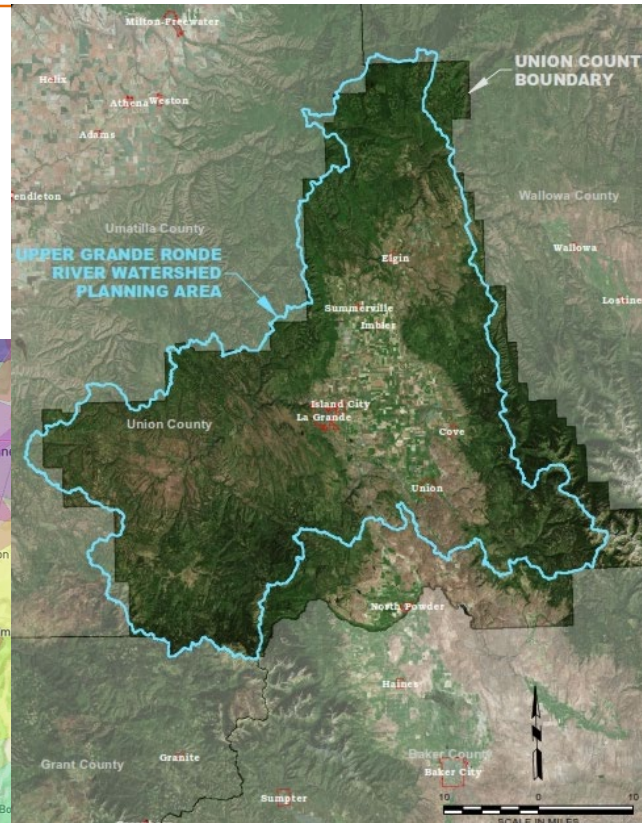 Milton-Freewater
UNION COUNT
BOUNDARY
Helix
Athena
Weston
Adams
endleton
Wallowa County
Umatilla County
Wallowa
UPPER GRANDE RONDE
RIVER WATERSHED
PLANNING AREA
Elgin
Lostine
Summerville
Imbler
Island City
La Grande
Union County
Cove
Union
North Powder
Haines
Baker County
Grant County
Granite
Baker City
Sumpter
10
0
10
SCALE IN MILES